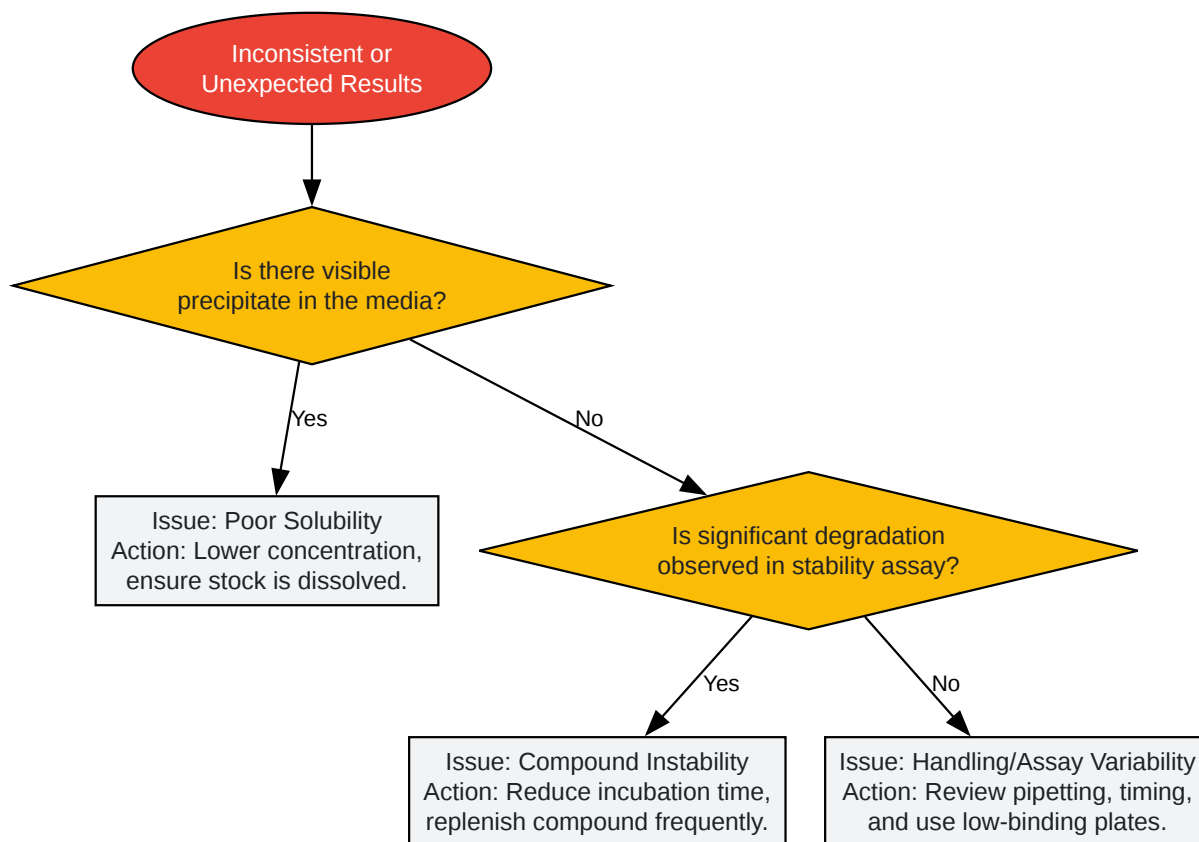 Inconsistent or
Unexpected Results
Is there visible
precipitate in the media?
Yes
No
Issue: Poor Solubility
Action: Lower concentration,
ensure stock is dissolved.
Is significant degradation
observed in stability assay?
Yes
No
Issue: Compound Instability
Action: Reduce incubation time,
replenish compound frequently.
Issue: Handling/Assay Variability
Action: Review pipetting, timing,
and use low-binding plates.